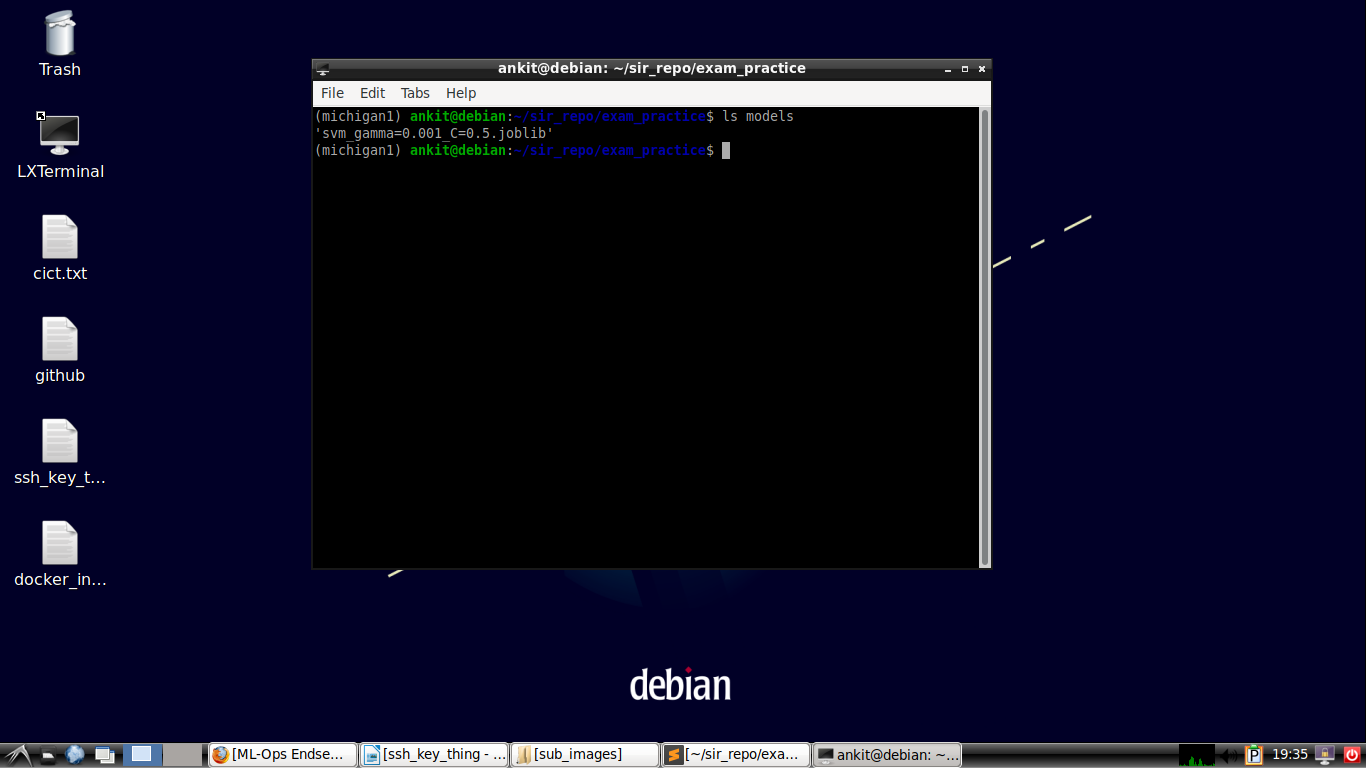 Trash
LXTerminal
cict.txt
github
ssh_key_t...
docker_in...
ankit@debian: ~/sir_repo/exam_practice
File Edit Tabs Help
(michigan1) ankit@debian:~/sir_repo/exam_practice$ ls models
'svm_gamma=0.001_C=0.5.joblib'
(michigan1) ankit@debian:~/sir_repo/exam_practice$
debian
[ML-Ops Endse... [ssh_key_thing - ... [sub_images] [~/sir_repo/exa... ankit@debian: ~... P 19:35